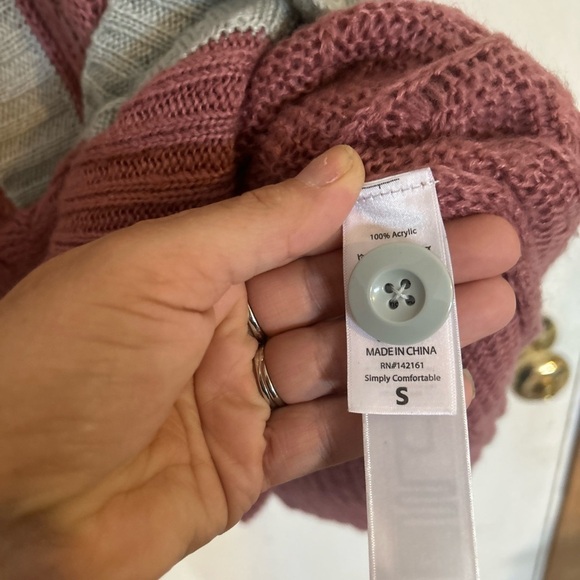 100% Acrylic
MADE IN CHINA
RN#142161
Simply Comfortable
S